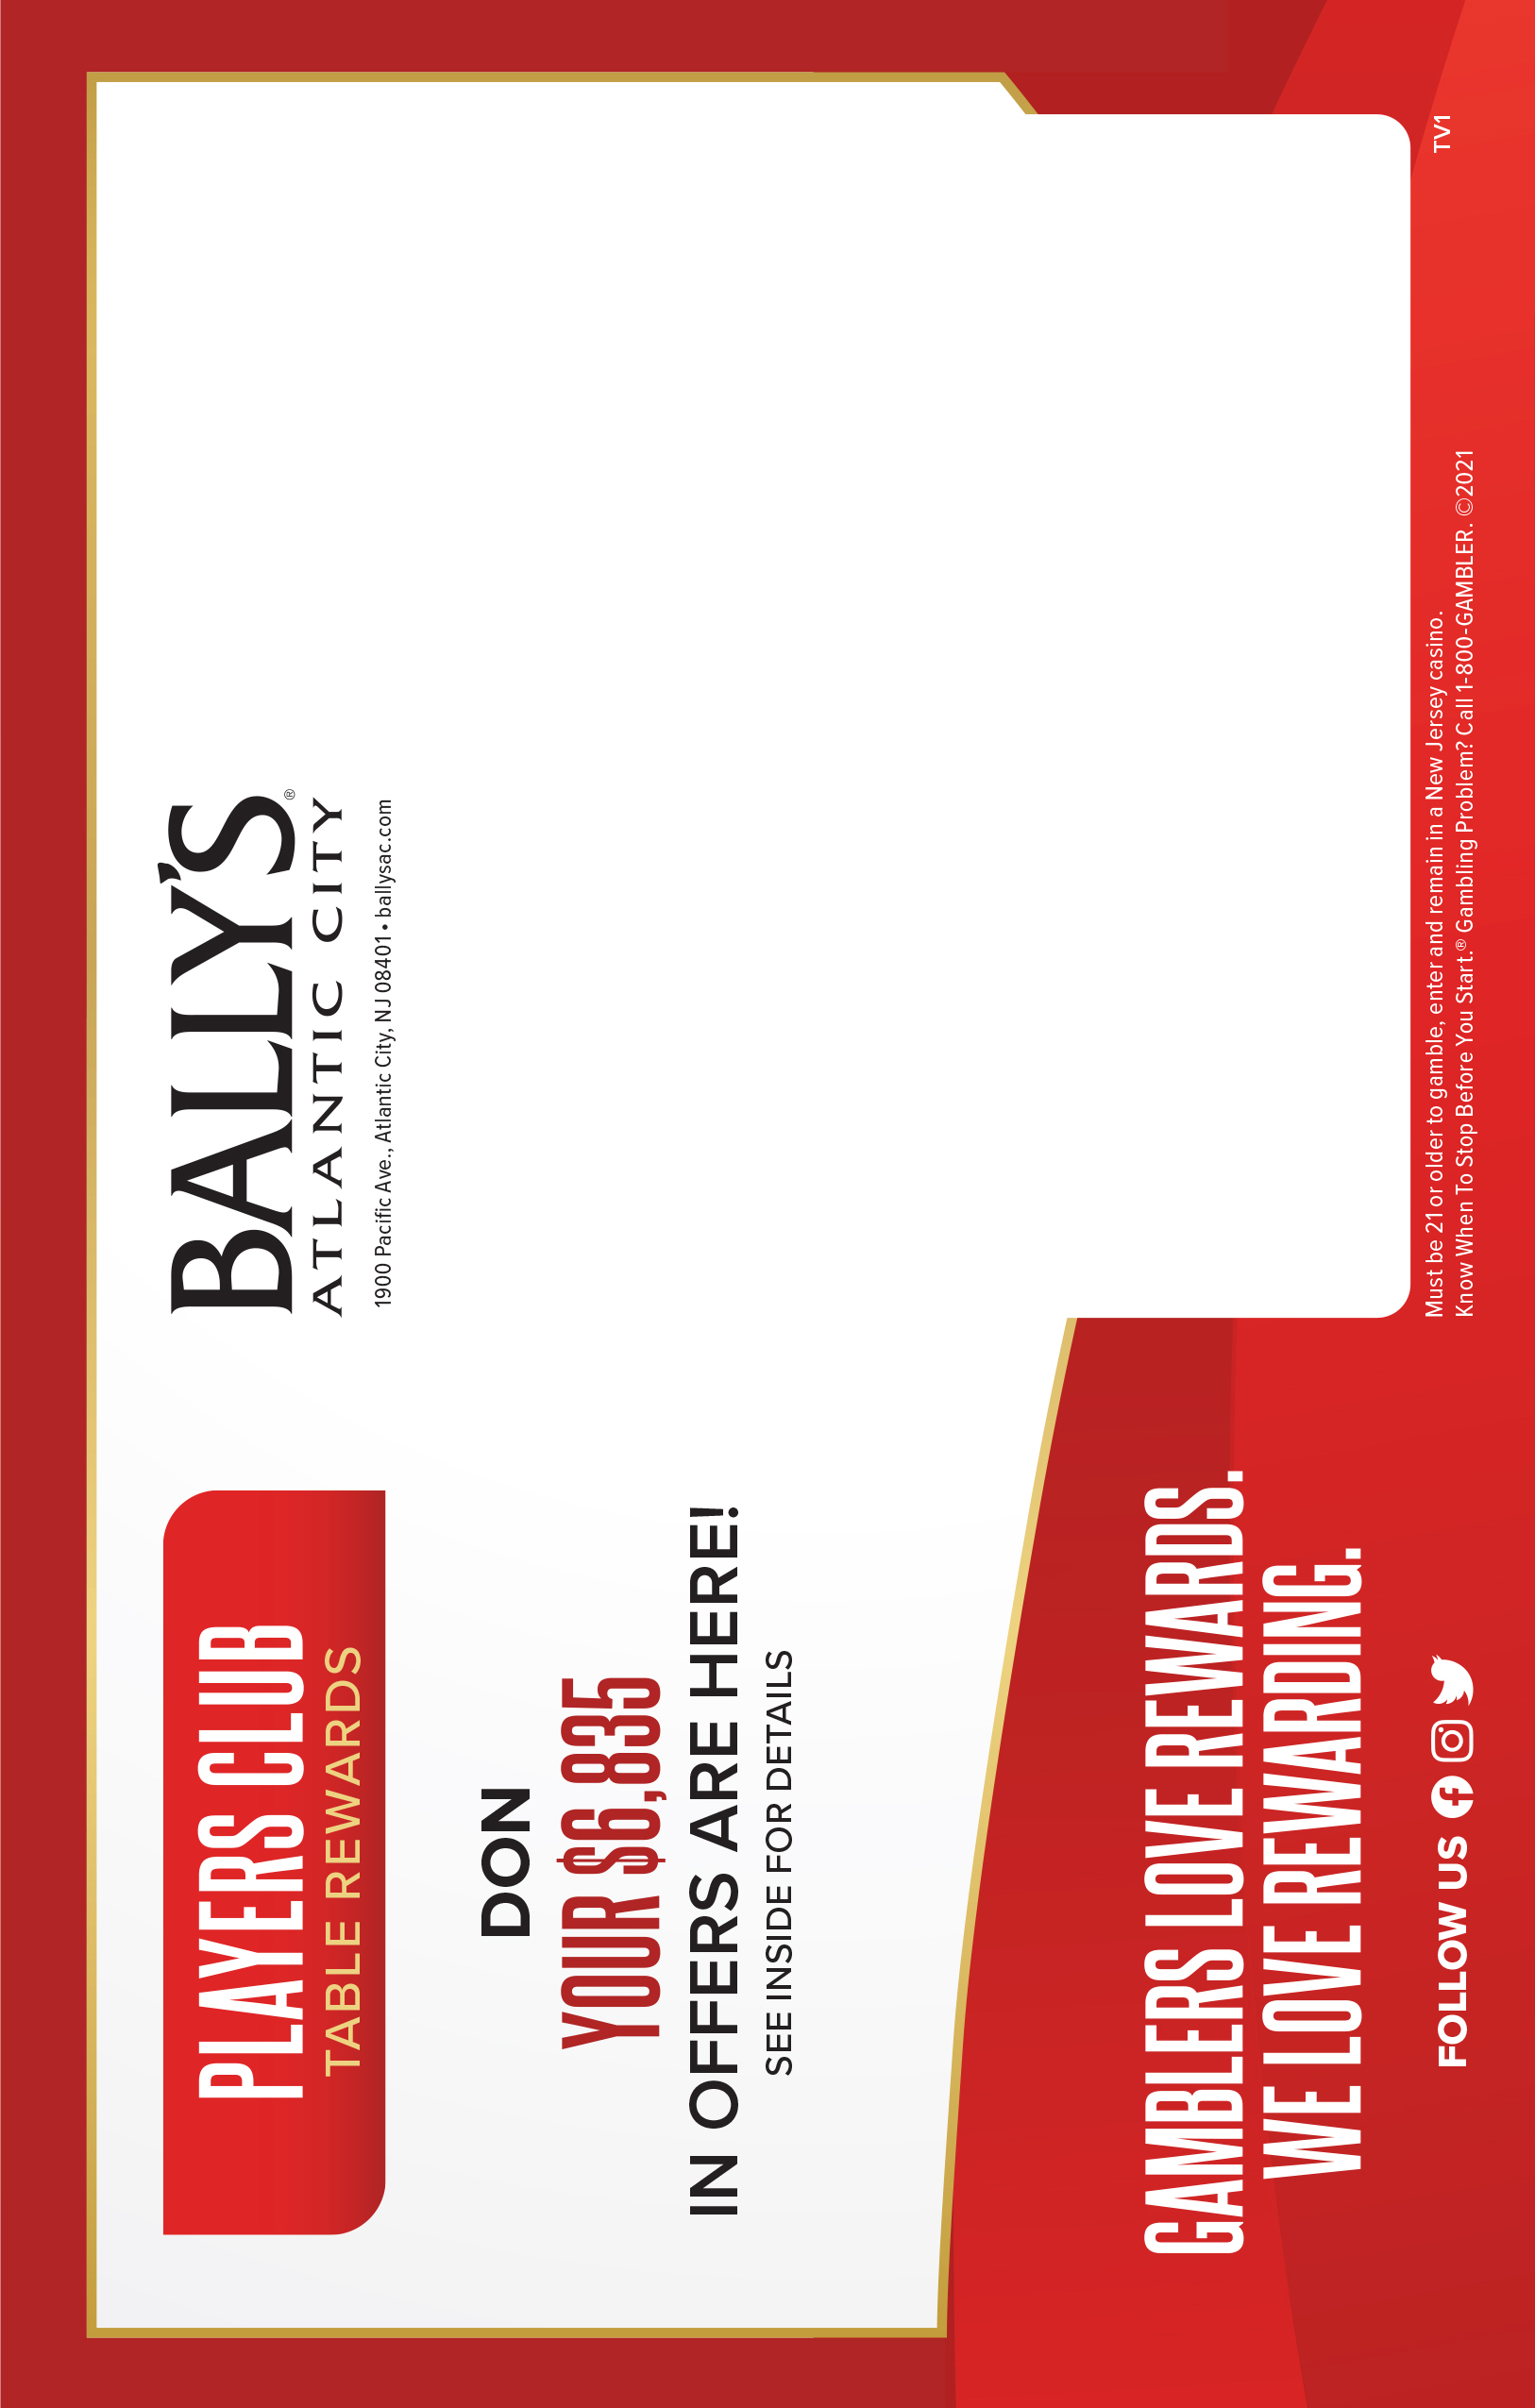 PLAYERS CLUB
TABLE REWARDS
DON
YOUR $6,835
IN OFFERS ARE HERE!
SEE INSIDE FOR DETAILS
GAMBLERS LOVE REWARDS.
WE LOVE REWARDING.
FOLLOW US
BALLY'S®
ATLANTIC CITY
1900 Pacific Ave., Atlantic City, NJ 08401 • ballysac.com
Must be 21 or older to gamble, enter and remain in a New Jersey casino.
Know When To Stop Before You Start.® Gambling Problem? Call 1-800-GAMBLER. ©2021
TV1